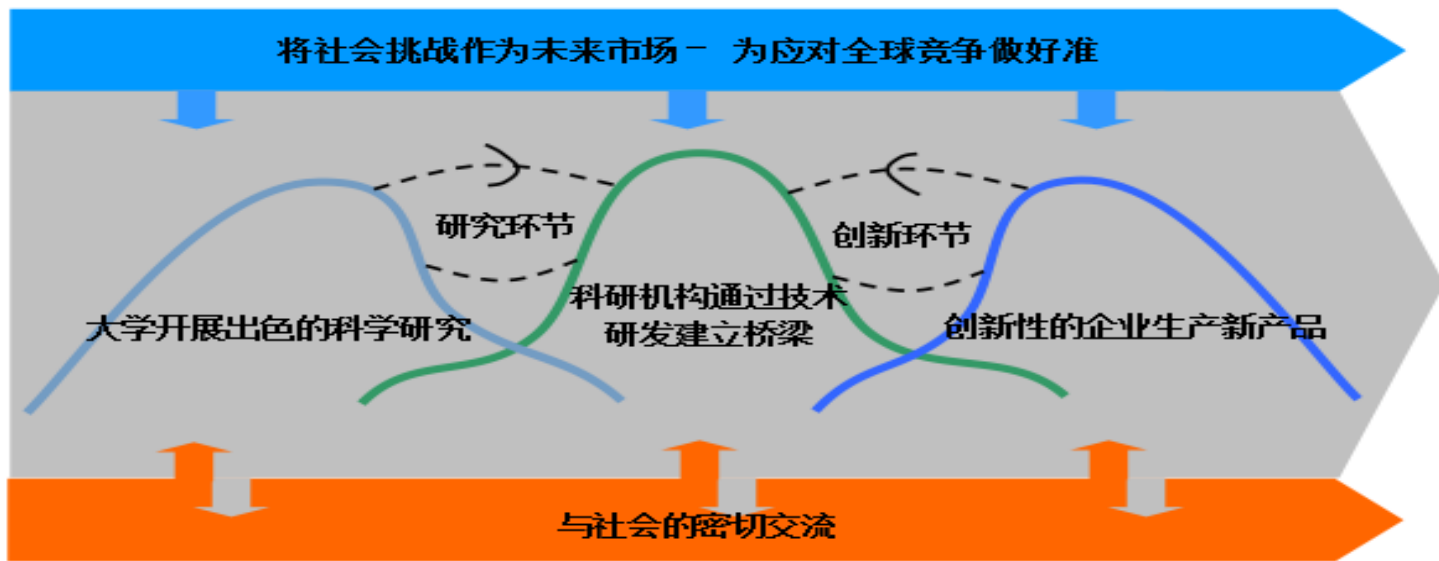 将社会挑战作为未来市场－ 为应对全球竞争做好准
研究环节
创新环节
大学开展出色的科学研究
科研机构通过技术
研发建立桥梁
创新性的企业生产新产品
与社会的密切交流